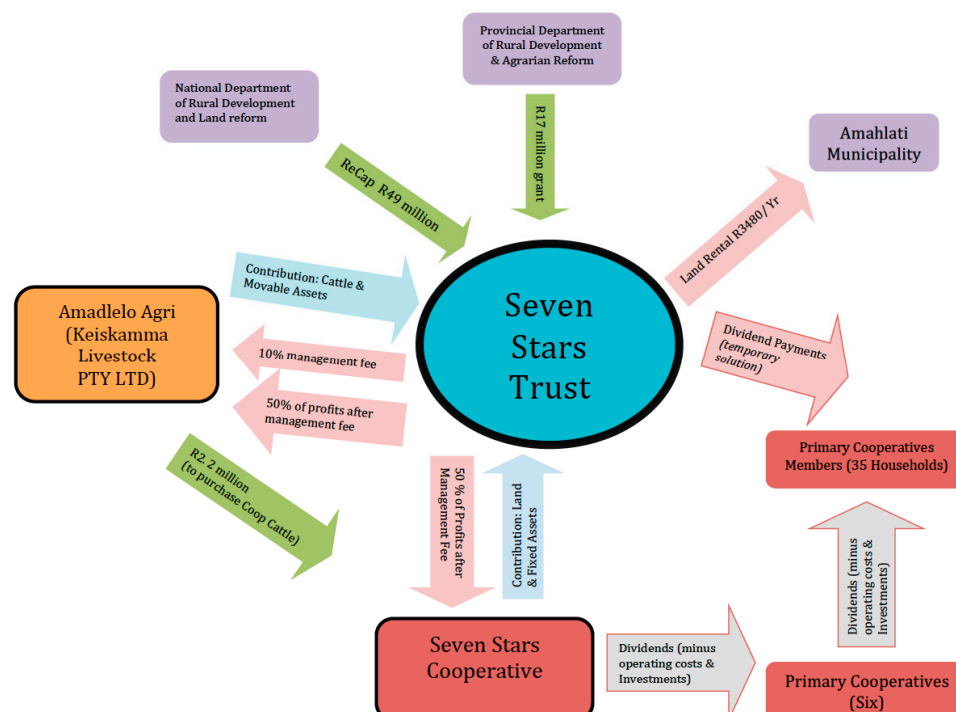 Provincial Department
of Rural Development
& Agrarian Reform
National Department
of Rural Development
and Land reform
R17 million grant
Amahlati
Municipality
ReCap R49 million
Land Rental R3480/Yr
Contribution: Cattle &
Movable Assets
Seven
Stars
Trust
Amadlelo Agri
(Keiskamma
Livestock
PTY LTD)
10% management fee
50% of profits after
management fee
Dividend Payments
(temporary
solution)
R2. 2 million
(to purchase Coop Cattle)
50 % of Profits after
Management Fee
Contribution: Land
& Fixed Assets
Primary Cooperatives
Members (35 Households)
Dividends (minus
operating costs &
Investments)
Seven Stars
Cooperative
Dividends (minus
operating costs &
Investments)
Primary Cooperatives
(Six)